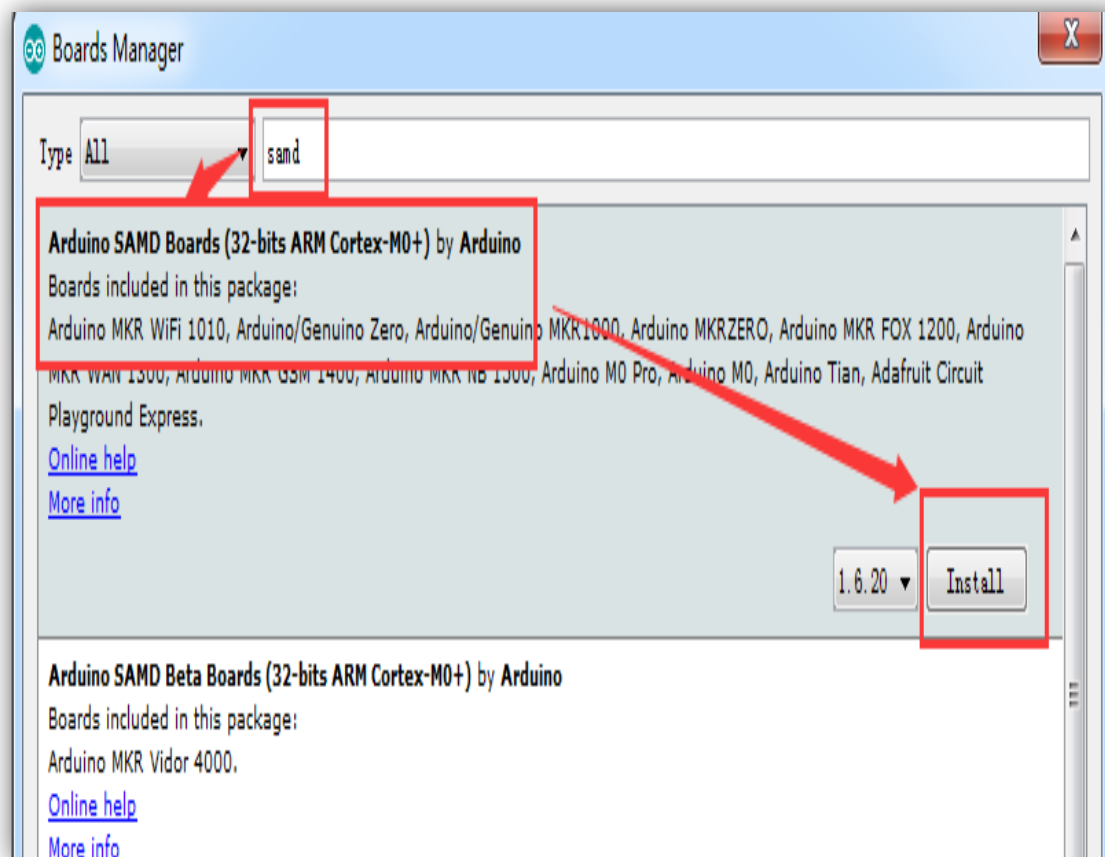 Boards Manager
X
Type All samd
Arduino SAMD Boards (32-bits ARM Cortex-M0+) by Arduino
Boards included in this package:
Arduino MKR WiFi 1010, Arduino/Genuino Zero, Arduino/Genuino MKR1000, Arduino MKRZERO, Arduino MKR FOX 1200, Arduino
MKR WAN 1300, Arduino MKR GSM 1400, Arduino MKR NB 1500, Arduino M0 Pro, Arduino M0, Arduino Tian, Adafruit Circuit
Playground Express.
Online help
More info
1.6.20 Install
Arduino SAMD Beta Boards (32-bits ARM Cortex-M0+) by Arduino
Boards included in this package:
Arduino MKR Vidor 4000.
Online help
More info